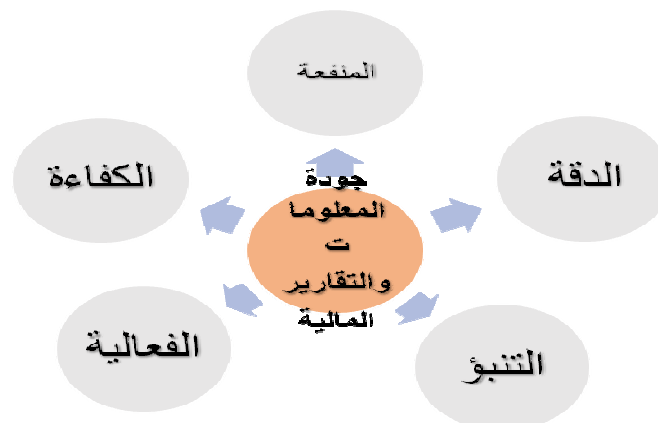 المنفعة
الدقة
التنبؤ
الفعالية
الكفاءة
جودة
المعلوما
ت
والتقارير
المالية